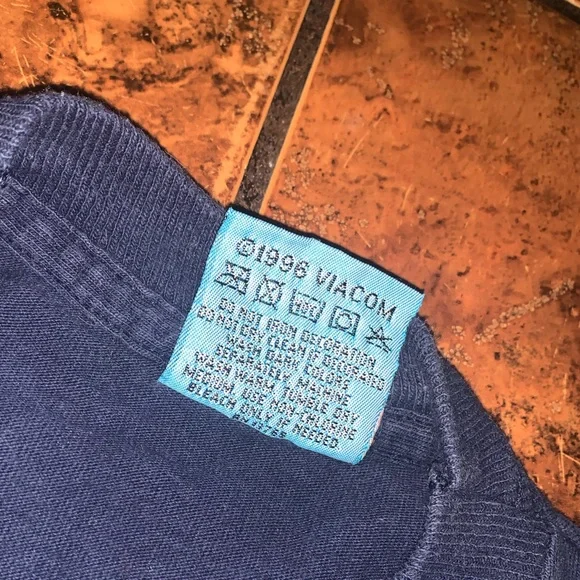 ©1996 VIACOM
DO NOT IRON DECORATION
DO NOT DRY CLEAN IF DECORATED
WASH DARK COLORS
SEPARATELY, MACHINE
WASH WARM, TUMBLE DRY
MEDIUM, USE NON-CHLORINE
BLEACH ONLY IF NEEDED.